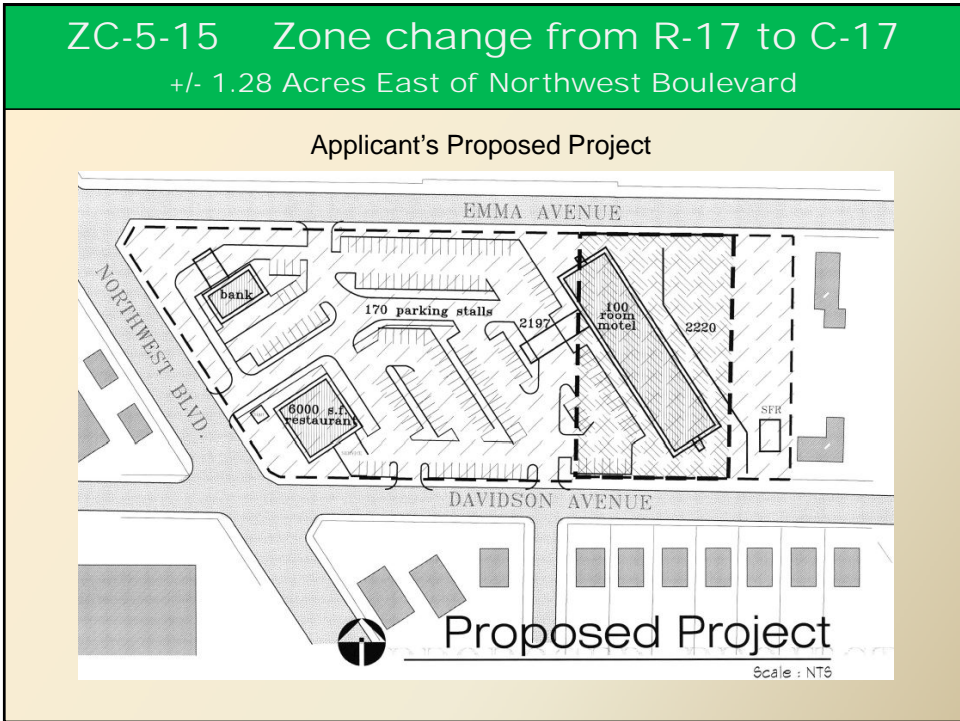 ZC-5-15 Zone change from R-17 to C-17
+/- 1.28 Acres East of Northwest Boulevard
Applicant's Proposed Project
EMMA AVENUE
NORTHWEST BLVD.
bank
170 parking stalls
2197
100
room
motel
2220
6000 s.f.
restaurant
SFR
DAVIDSON AVENUE
Proposed Project
Scale : NTS